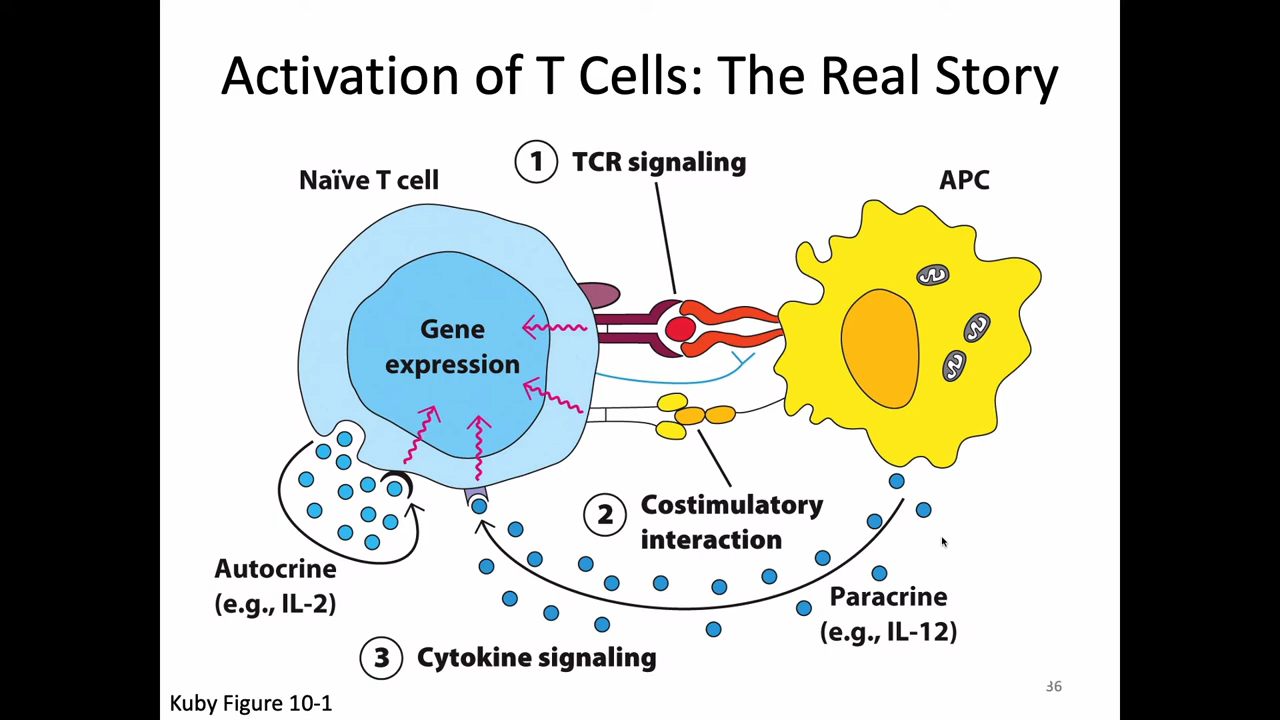 Activation of T Cells: The Real Story
1 TCR signaling
Naïve T cell
APC
Gene
expression
2 Costimulatory
interaction
Autocrine
(e.g., IL-2)
Paracrine
(e.g., IL-12)
3 Cytokine signaling
36
Kuby Figure 10-1